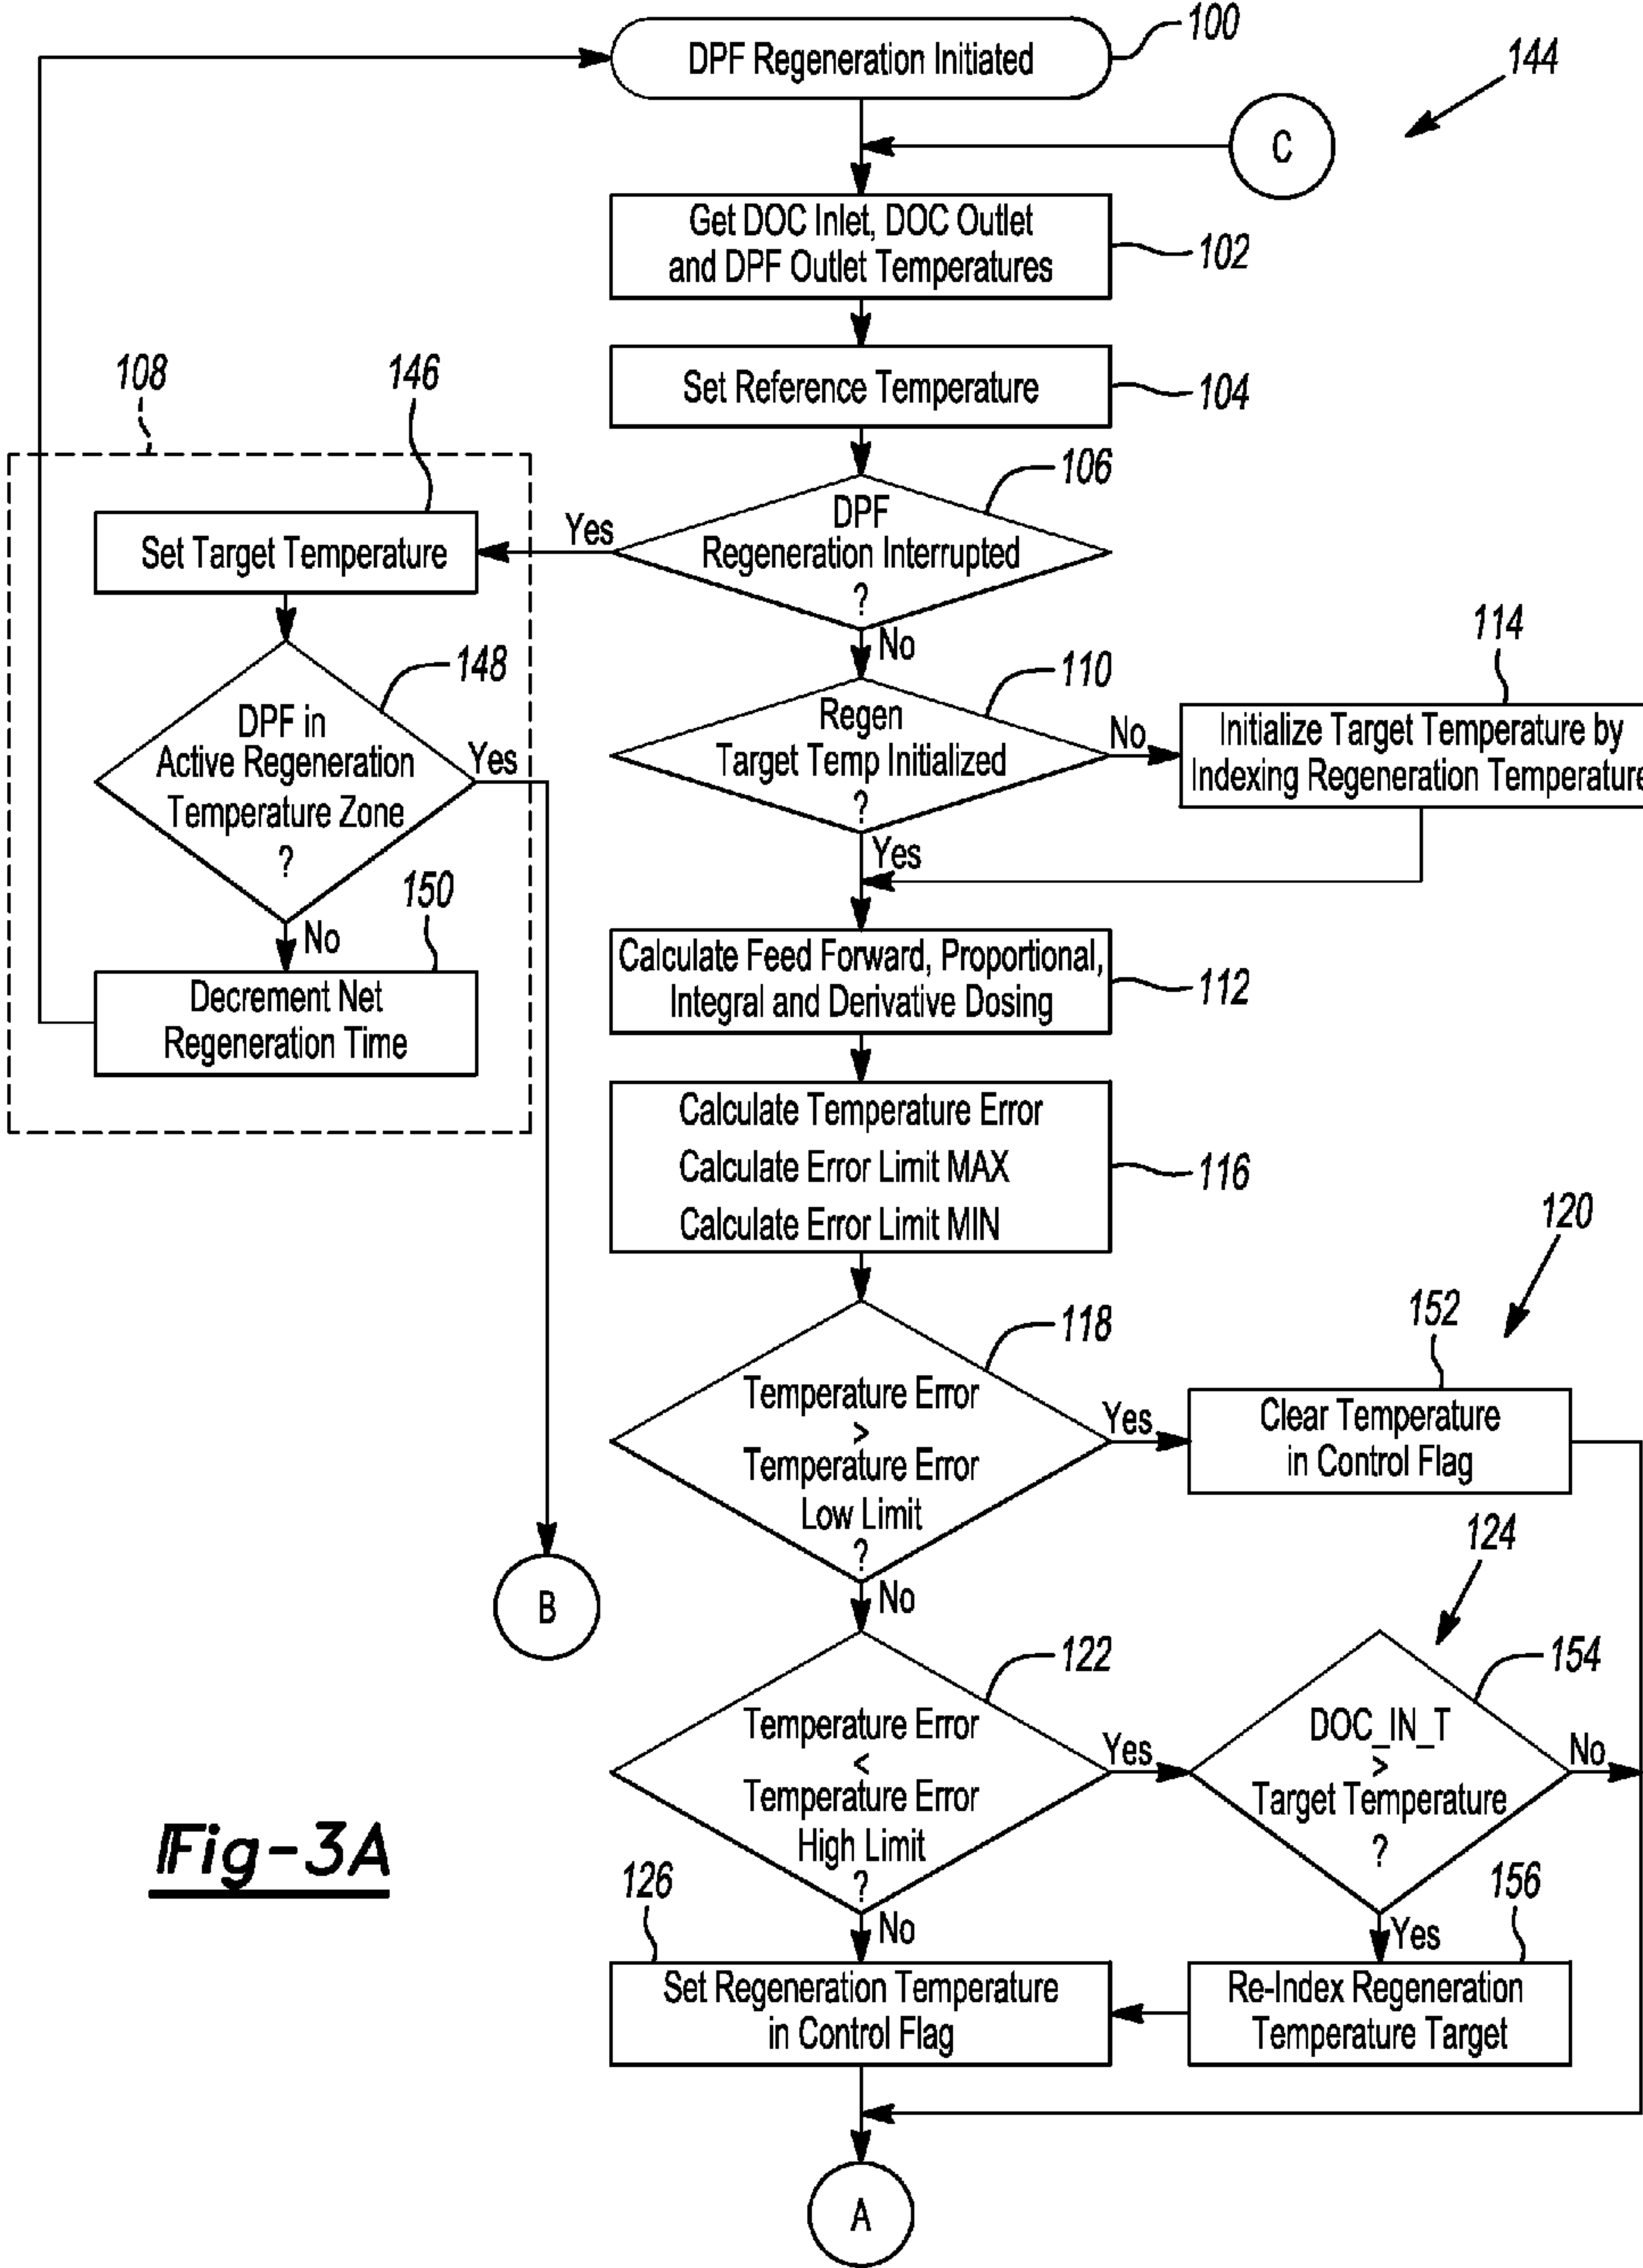 DPF Regeneration Initiated
100
144
C
Get DOC Inlet, DOC Outlet
and DPF Outlet Temperatures
102
Set Reference Temperature
104
108
146
106
DPF
Regeneration Interrupted
?
Yes
No
Set Target Temperature
148
DPF in
Active Regeneration
Temperature Zone
?
Yes
No
150
Decrement Net
Regeneration Time
110
Regen
Target Temp Initialized
?
No
Yes
114
Initialize Target Temperature by
Indexing Regeneration Temperature
Calculate Feed Forward, Proportional,
Integral and Derivative Dosing
112
Calculate Temperature Error
Calculate Error Limit MAX
Calculate Error Limit MIN
116
120
118
Temperature Error
>
Temperature Error
Low Limit
?
Yes
No
152
Clear Temperature
in Control Flag
B
124
122
Temperature Error
<
Temperature Error
High Limit
?
Yes
No
154
DOC_IN_T
>
Target Temperature
?
No
Yes
Fig-3A
126
Set Regeneration Temperature
in Control Flag
156
Re-Index Regeneration
Temperature Target
A